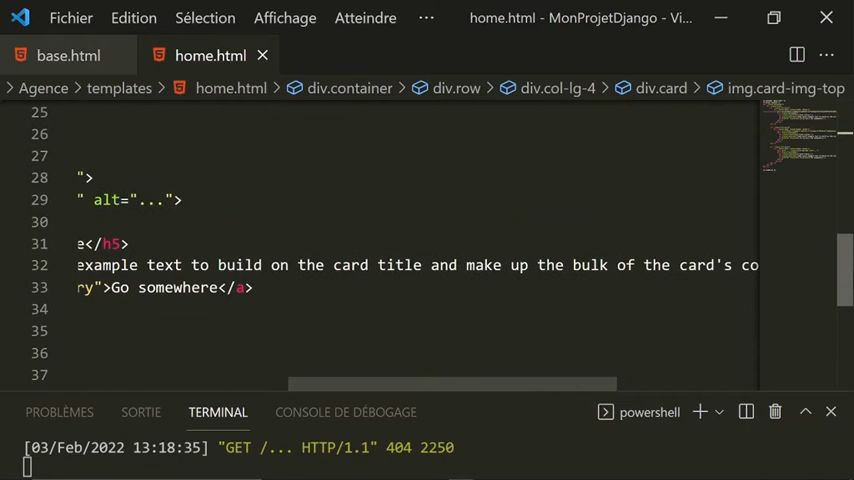 Fichier Edition Sélection Affichage Atteindre ··· home.html - MonProjetDjango - Vi...
base.html home.html
Agence > templates > home.html > div.container > div.row > div.col-lg-4 > div.card > img.card-img-top
25
26
27
28 ">
29 " alt="...">
30
31 e</h5>
32 example text to build on the card title and make up the bulk of the card's co
33 ry">Go somewhere</a>
34
35
36
37
PROBLÈMES SORTIE TERMINAL CONSOLE DE DÉBOGAGE powershell
[03/Feb/2022 13:18:35] "GET /... HTTP/1.1" 404 2250